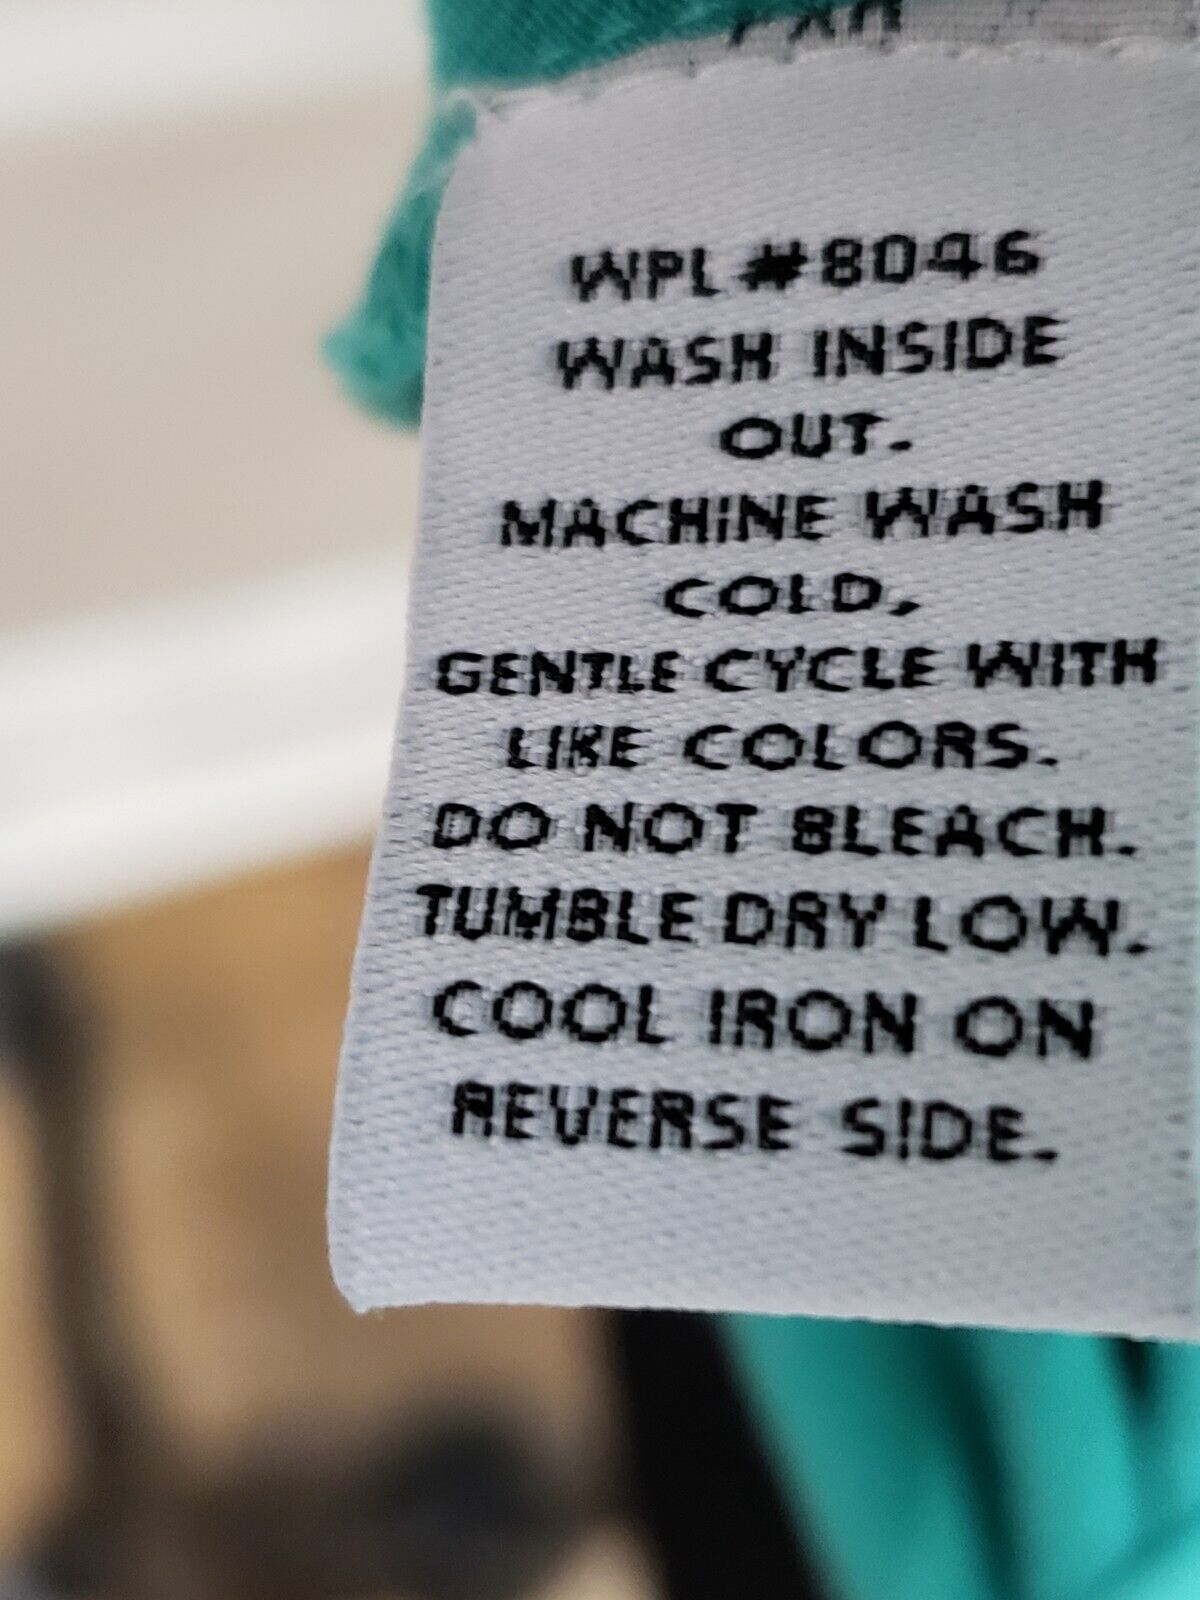 WPL #8046
WASH INSIDE
OUT.
MACHINE WASH
COLD,
GENTLE CYCLE WITH
LIKE COLORS.
DO NOT BLEACH.
TUMBLE DRY LOW.
COOL IRON ON
REVERSE SIDE.